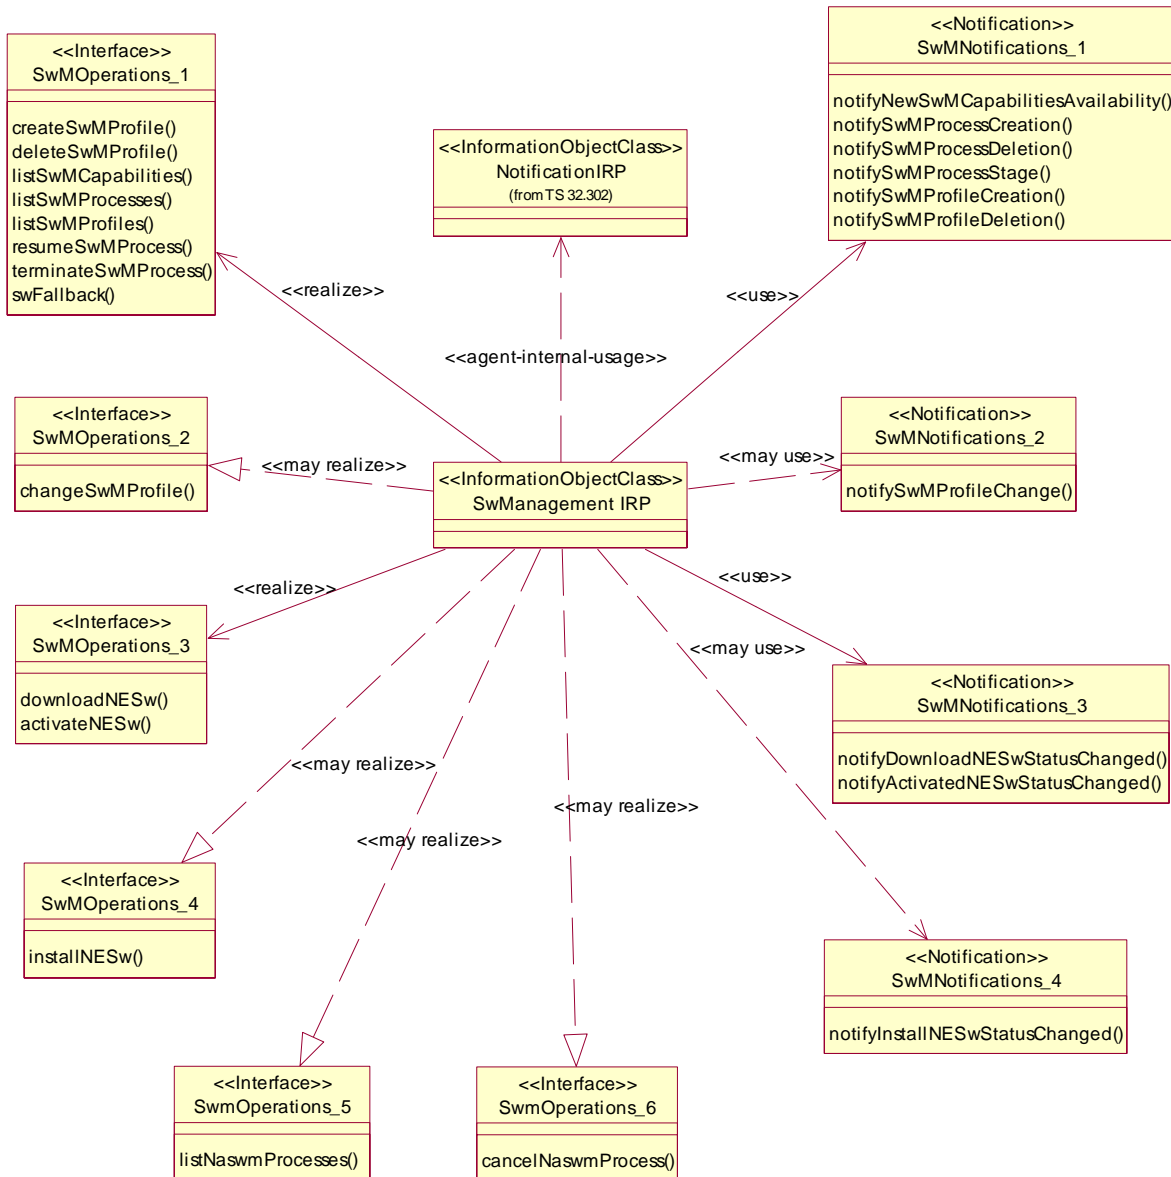 <<Interface>>
SwMOperations_1
createSwMProfile()
deleteSwMProfile()
listSwMCapabilities()
listSwMProcesses()
listSwMProfiles()
resumeSwMProcess()
terminateSwMProcess()
swFallback()
<<InformationObjectClass>>
NotificationIRP
(from TS 32.302)
<<Notification>>
SwMNotifications_1
notifyNewSwMCapabilitiesAvailability()
notifySwMProcessCreation()
notifySwMProcessDeletion()
notifySwMProcessStage()
notifySwMProfileCreation()
notifySwMProfileDeletion()
<<realize>>
<<use>>
<<agent-internal-usage>>
<<Interface>>
SwMOperations_2
changeSwMProfile()
<<may realize>>
<<InformationObjectClass>>
SwManagement IRP
<<may use>>
<<Notification>>
SwMNotifications_2
notifySwMProfileChange()
<<realize>>
<<use>>
<<Interface>>
SwMOperations_3
downloadNESw()
activateNESw()
<<may use>>
<<Notification>>
SwMNotifications_3
notifyDownloadNESwStatusChanged()
notifyActivatedNESwStatusChanged()
<<may realize>>
<<may realize>>
<<may realize>>
<<Interface>>
SwMOperations_4
installNESw()
<<Notification>>
SwMNotifications_4
notifyInstallNESwStatusChanged()
<<Interface>>
SwmOperations_5
listNaswmProcesses()
<<Interface>>
SwmOperations_6
cancelNaswmProcess()